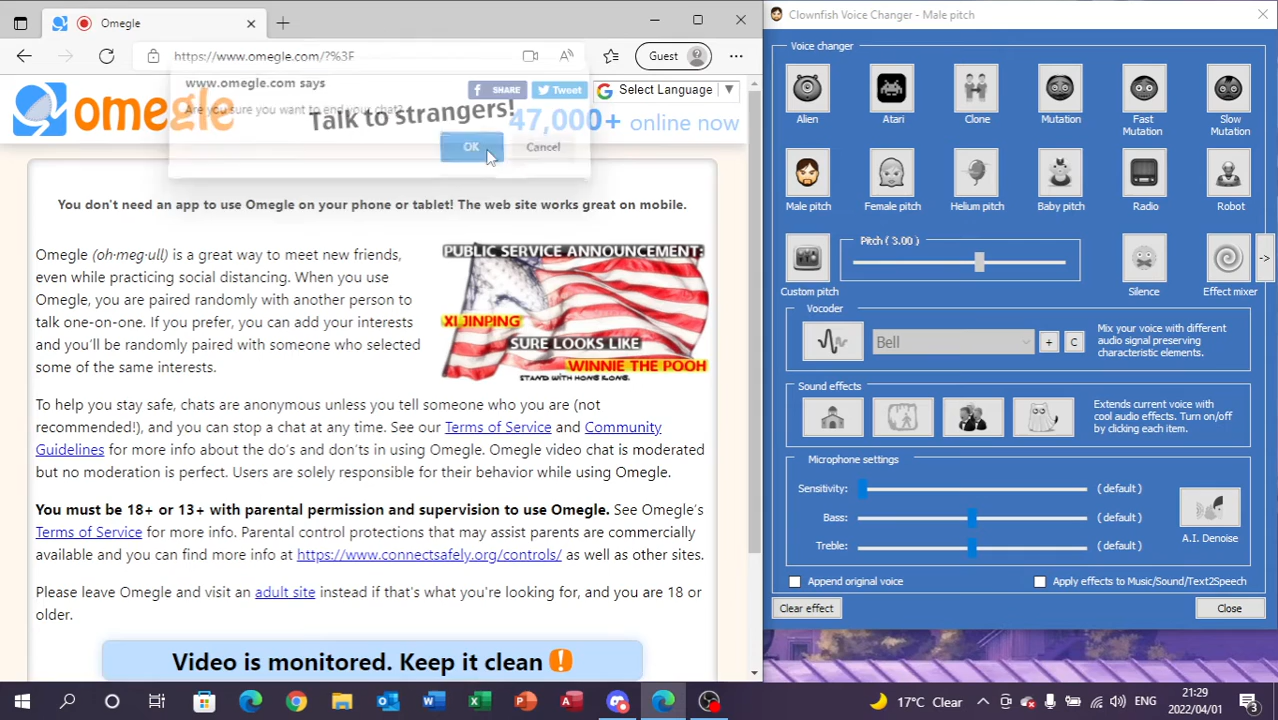 Omegle
https://www.omegle.com/?%3F
Guest
www.omegle.com says
Are you sure you want to end your chat?
OK
Cancel
omegle
Talk to strangers!
SHARE
Tweet
Select Language
47,000+ online now
You don't need an app to use Omegle on your phone or tablet! The web site works great on mobile.
Omegle (oh·meg·ull) is a great way to meet new friends,
even while practicing social distancing. When you use
Omegle, you are paired randomly with another person to
talk one-on-one. If you prefer, you can add your interests
and you'll be randomly paired with someone who selected
some of the same interests.
PUBLIC SERVICE ANNOUNCEMENT:
XI JINPING
SURE LOOKS LIKE
WINNIE THE POOH
STAND WITH HONG KONG.
To help you stay safe, chats are anonymous unless you tell someone who you are (not
recommended!), and you can stop a chat at any time. See our Terms of Service and Community
Guidelines for more info about the do's and don'ts in using Omegle. Omegle video chat is moderated
but no moderation is perfect. Users are solely responsible for their behavior while using Omegle.
You must be 18+ or 13+ with parental permission and supervision to use Omegle. See Omegle's
Terms of Service for more info. Parental control protections that may assist parents are commercially
available and you can find more info at https://www.connectsafely.org/controls/ as well as other sites.
Please leave Omegle and visit an adult site instead if that's what you're looking for, and you are 18 or
older.
Video is monitored. Keep it clean !
Clownfish Voice Changer - Male pitch
Voice changer
Alien
Atari
Clone
Mutation
Fast
Mutation
Slow
Mutation
Male pitch
Female pitch
Helium pitch
Baby pitch
Radio
Robot
Custom pitch
Pitch ( 3.00 )
Silence
Effect mixer
->
Vocoder
Bell
+
C
Mix your voice with different
audio signal preserving
characteristic elements.
Sound effects
Extends current voice with
cool audio effects. Turn on/off
by clicking each item.
Microphone settings
Sensitivity:
( default )
Bass:
( default )
Treble:
( default )
A.I. Denoise
Append original voice
Apply effects to Music/Sound/Text2Speech
Clear effect
Close
17°C Clear
ENG
21:29
2022/04/01
3